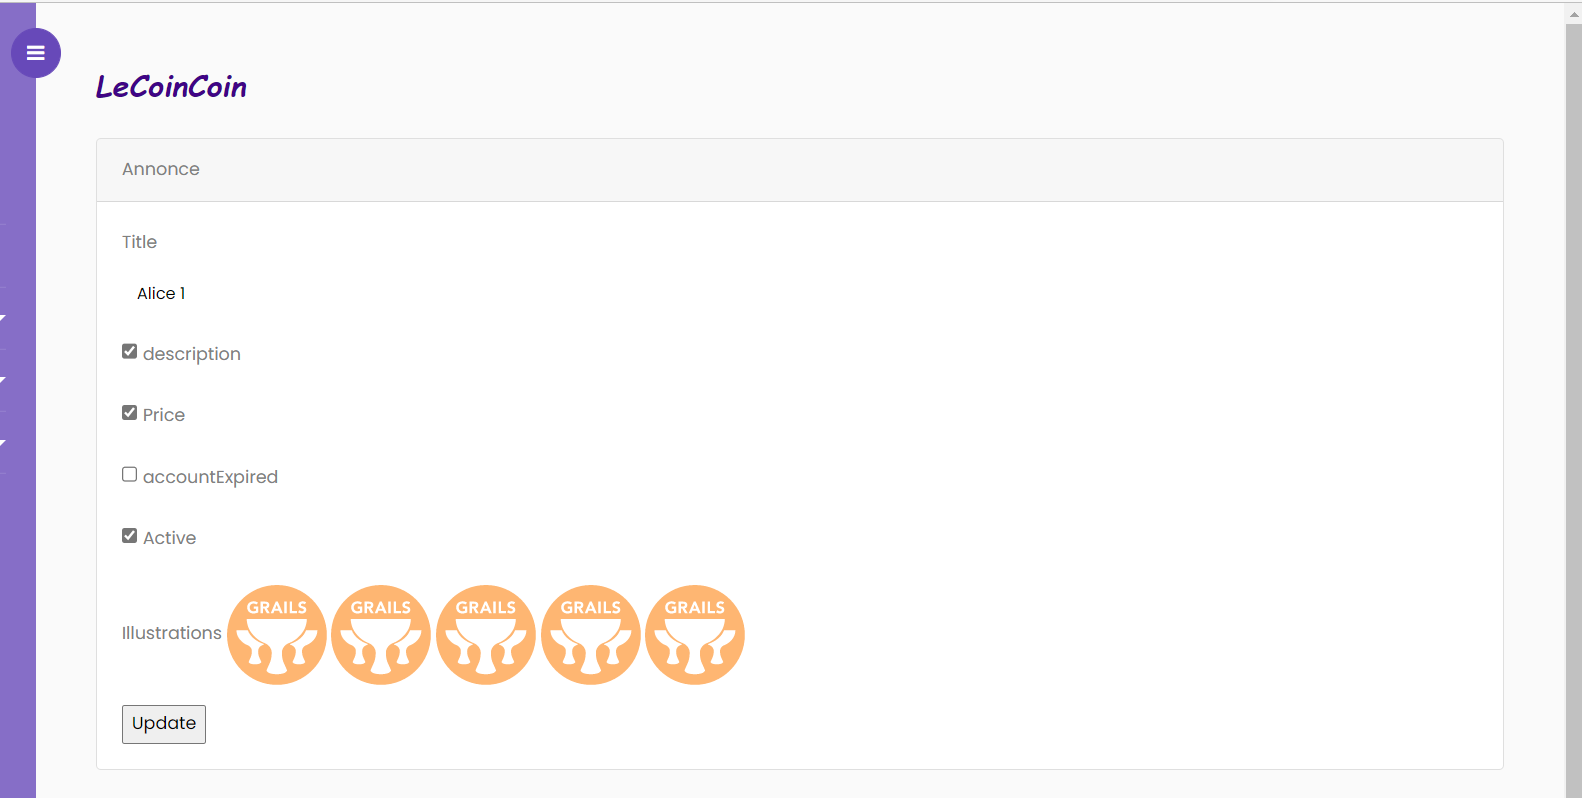 LeCoinCoin
Annonce
Title
Alice 1
description
Price
accountExpired
Active
Illustrations GRAILS GRAILS GRAILS GRAILS GRAILS
Update